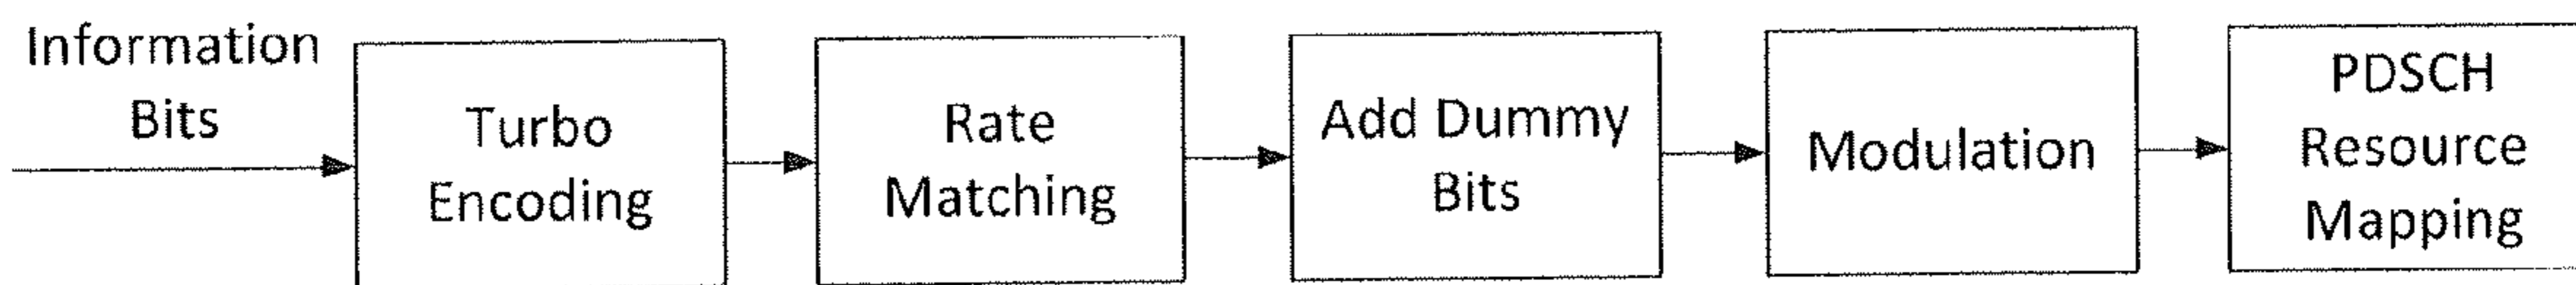 Information
Bits
Turbo
Encoding
Rate
Matching
Add Dummy
Bits
Modulation
PDSCH
Resource
Mapping